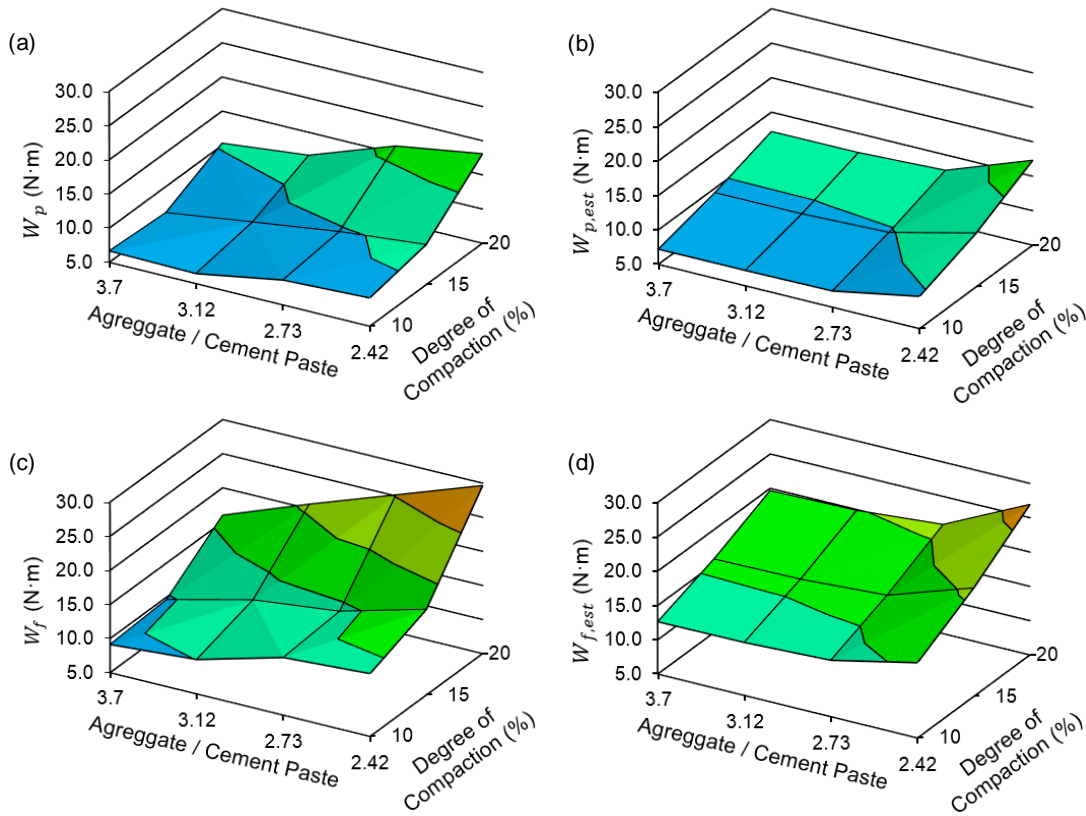 (a)
30.0
25.0
20.0
15.0
10.0
5.0
W_p (N·m)
3.7
3.12
2.73
2.42
Agreggate / Cement Paste
10
15
20
Degree of
Compaction (%)
(b)
30.0
25.0
20.0
15.0
10.0
5.0
W_{p,est} (N·m)
3.7
3.12
2.73
2.42
Agreggate / Cement Paste
10
15
20
Degree of
Compaction (%)
(c)
30.0
25.0
20.0
15.0
10.0
5.0
W_f (N·m)
3.7
3.12
2.73
2.42
Agreggate / Cement Paste
10
15
20
Degree of
Compaction (%)
(d)
30.0
25.0
20.0
15.0
10.0
5.0
W_{f,est} (N·m)
3.7
3.12
2.73
2.42
Agreggate / Cement Paste
10
15
20
Degree of
Compaction (%)